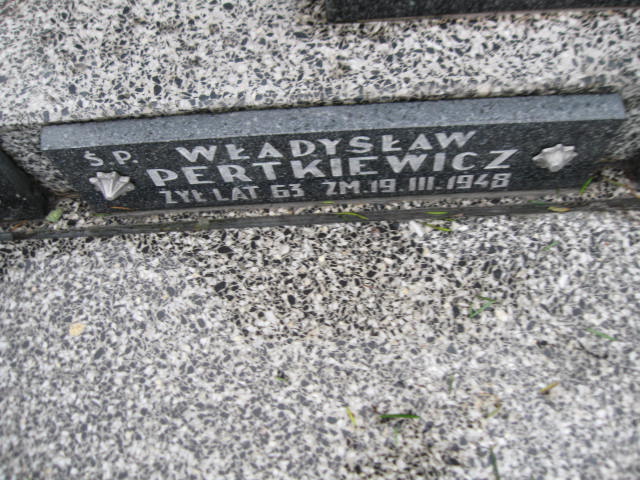 Ś.P. WŁADYSŁAW
PERTKIEWICZ
ŻYŁ LAT 63 ZM.19.III.1948